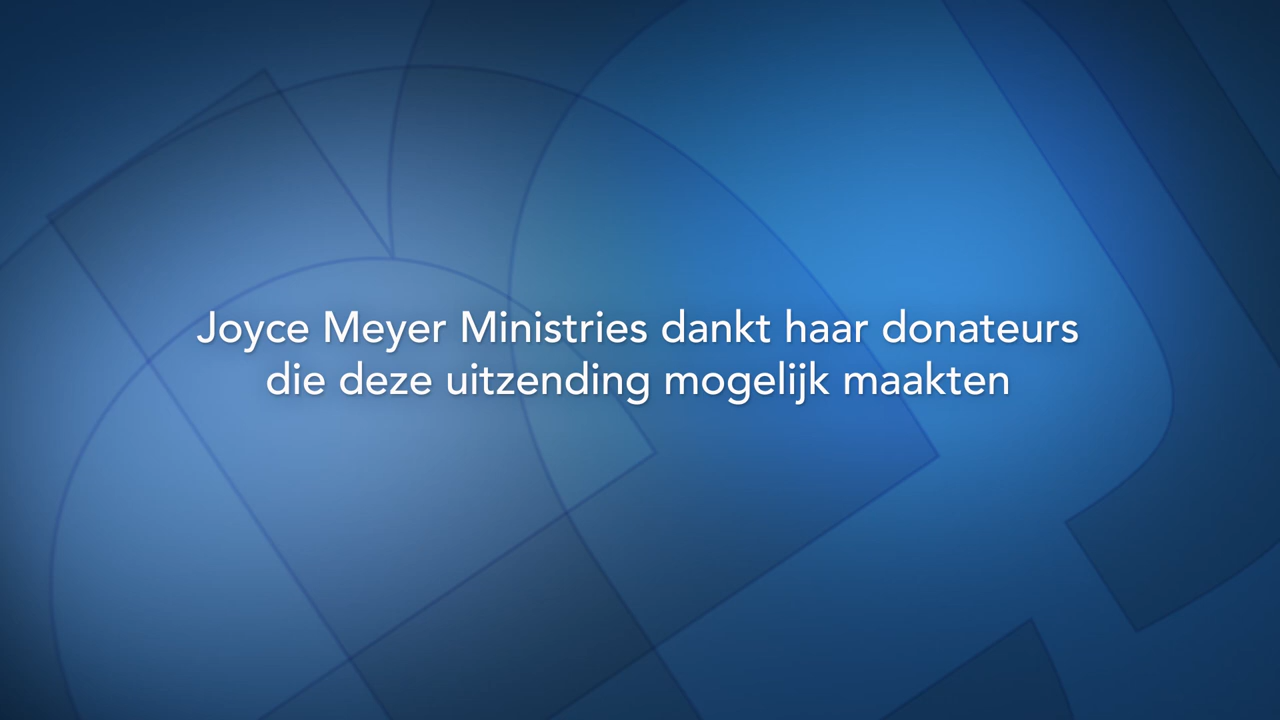 Joyce Meyer Ministries dankt haar donateurs
die deze uitzending mogelijk maakten